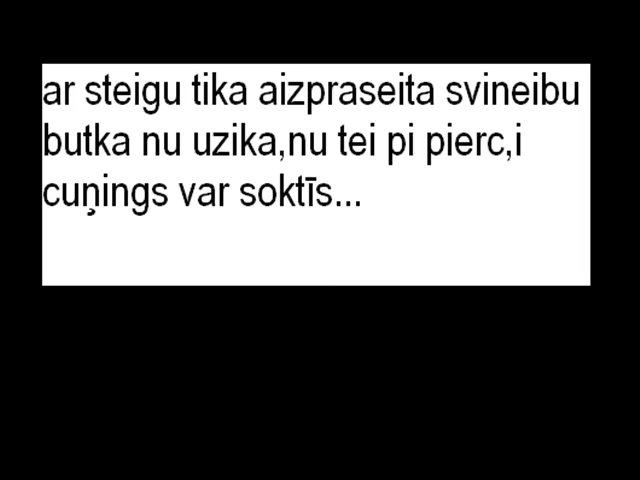 ar steigu tika aizpraseita svineibu
butka nu uzika,nu tei pi pierc,i
cuņings var soktīs...